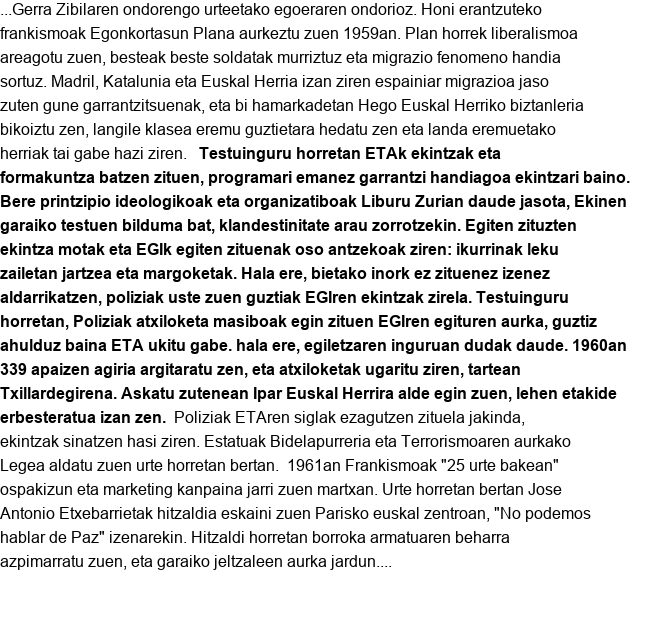 ...Gerra Zibilaren ondorengo urteetako egoeraren ondorioz. Honi erantzuteko
frankismoak Egonkortasun Plana aurkeztu zuen 1959an. Plan horrek liberalismoa
areagotu zuen, besteak beste soldatak murriztuz eta migrazio fenomeno handia
sortuz. Madril, Katalunia eta Euskal Herria izan ziren espainiar migrazioa jaso
zuten gune garrantzitsuenak, eta bi hamarkadetan Hego Euskal Herriko biztanleria
bikoiztu zen, langile klasea eremu guztietara hedatu zen eta landa eremuetako
herriak tai gabe hazi ziren.   Testuinguru horretan ETAk ekintzak eta
formakuntza batzen zituen, programari emanez garrantzi handiagoa ekintzari baino.
Bere printzipio ideologikoak eta organizatiboak Liburu Zurian daude jasota, Ekinen
garaiko testuen bilduma bat, klandestinitate arau zorrotzekin. Egiten zituzten
ekintza motak eta EGIk egiten zituenak oso antzekoak ziren: ikurrinak leku
zailetan jartzea eta margoketak. Hala ere, bietako inork ez zituenez izenez
aldarrikatzen, poliziak uste zuen guztiak EGIren ekintzak zirela. Testuinguru
horretan, Poliziak atxiloketa masiboak egin zituen EGIren egituren aurka, guztiz
ahulduz baina ETA ukitu gabe. hala ere, egiletzaren inguruan dudak daude. 1960an
339 apaizen agiria argitaratu zen, eta atxiloketak ugaritu ziren, tartean
Txillardegirena. Askatu zutenean Ipar Euskal Herrira alde egin zuen, lehen etakide
erbesteratua izan zen.  Poliziak ETAren siglak ezagutzen zituela jakinda,
ekintzak sinatzen hasi ziren. Estatuak Bidelapurreria eta Terrorismoaren aurkako
Legea aldatu zuen urte horretan bertan.  1961an Frankismoak "25 urte bakean"
ospakizun eta marketing kanpaina jarri zuen martxan. Urte horretan bertan Jose
Antonio Etxebarrietak hitzaldia eskaini zuen Parisko euskal zentroan, "No podemos
hablar de Paz" izenarekin. Hitzaldi horretan borroka armatuaren beharra
azpimarratu zuen, eta garaiko jeltzaleen aurka jardun....